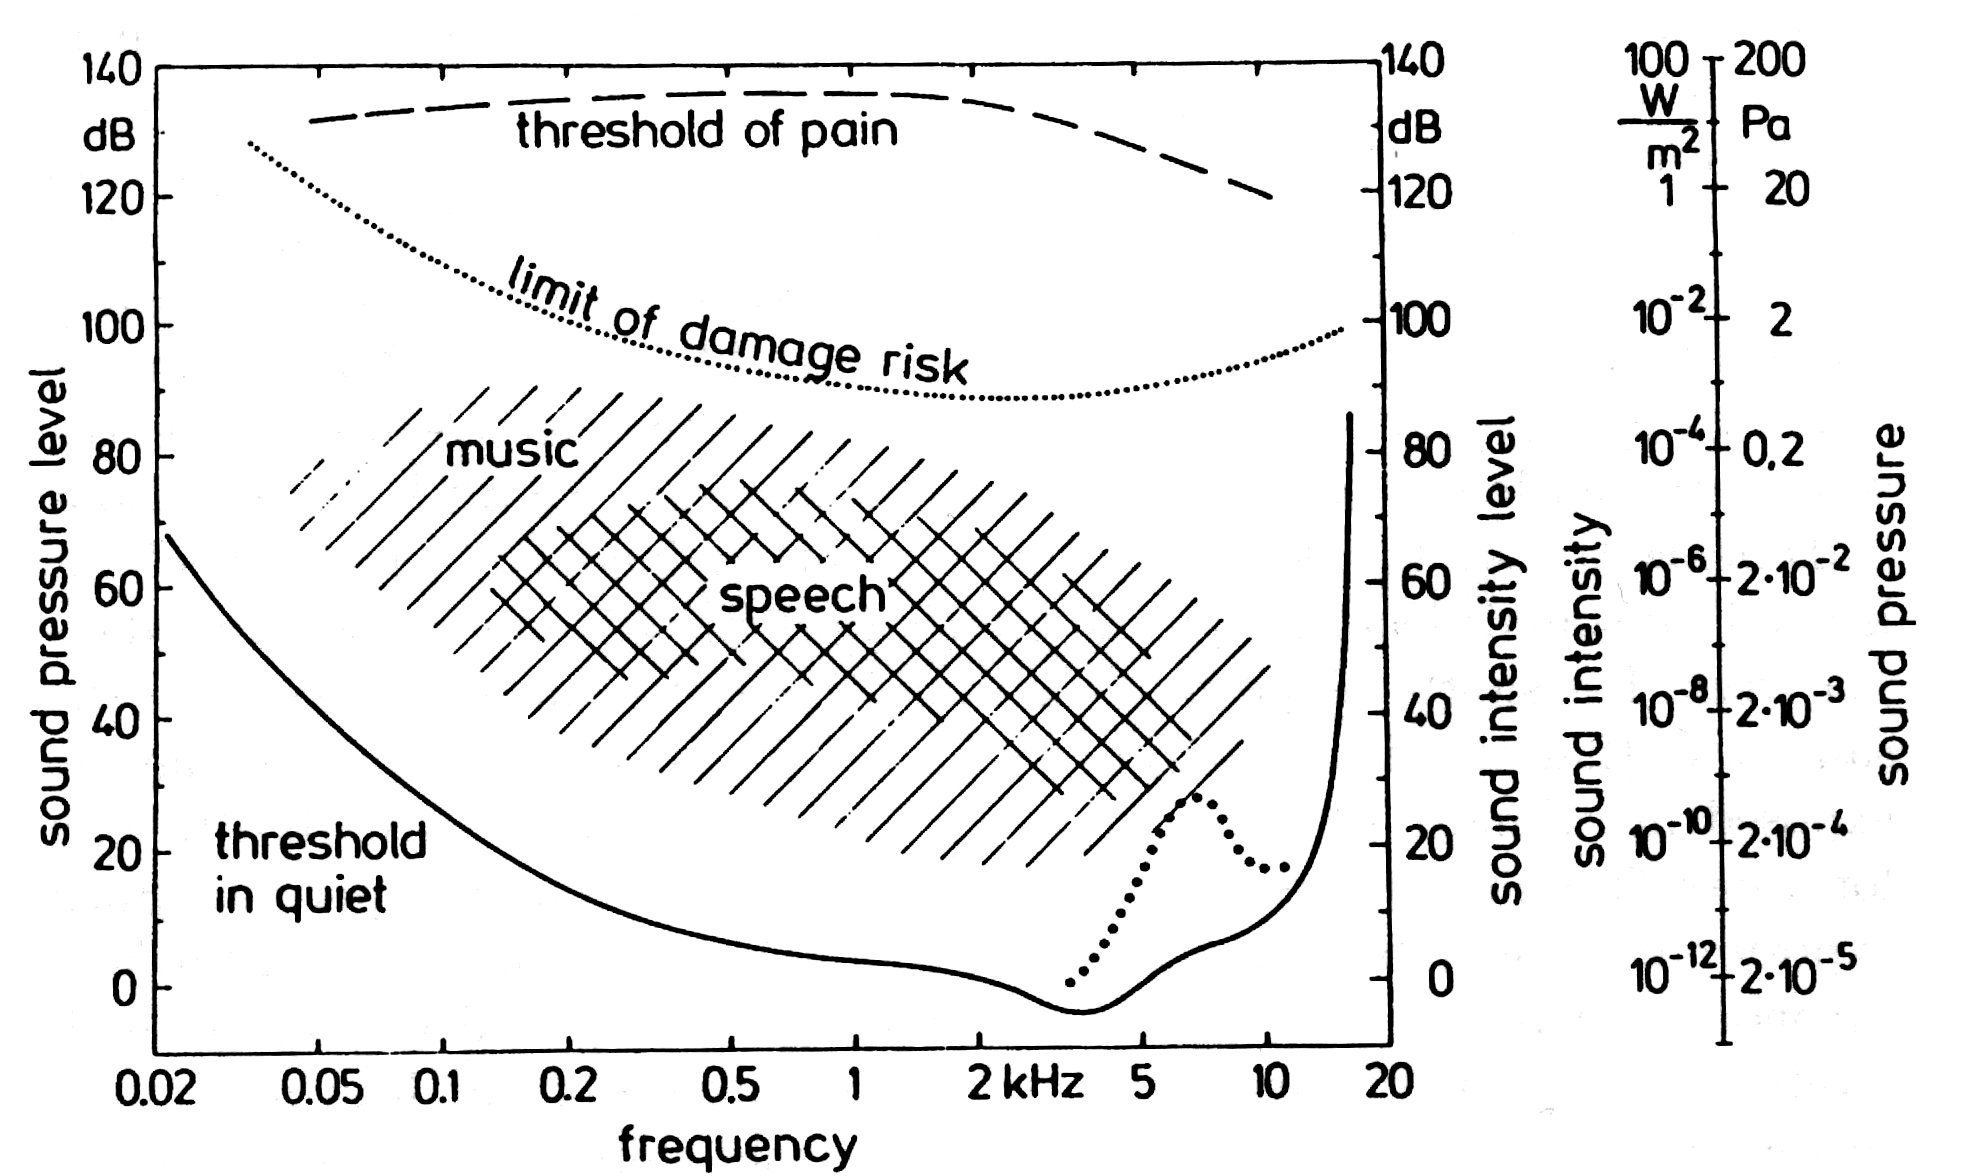 140
dB
120
100
80
60
40
20
0
sound pressure level
threshold of pain
limit of damage risk
music
speech
threshold
in quiet
0.02 0.05 0.1 0.2 0.5 1 2 kHz 5 10 20
frequency
140
dB
120
100
80
60
40
20
0
sound intensity level
sound intensity
100
W
m²
1
10⁻²
10⁻⁴
10⁻⁶
10⁻⁸
10⁻¹⁰
10⁻¹²
200
Pa
20
2
0,2
2·10⁻²
2·10⁻³
2·10⁻⁴
2·10⁻⁵
sound pressure